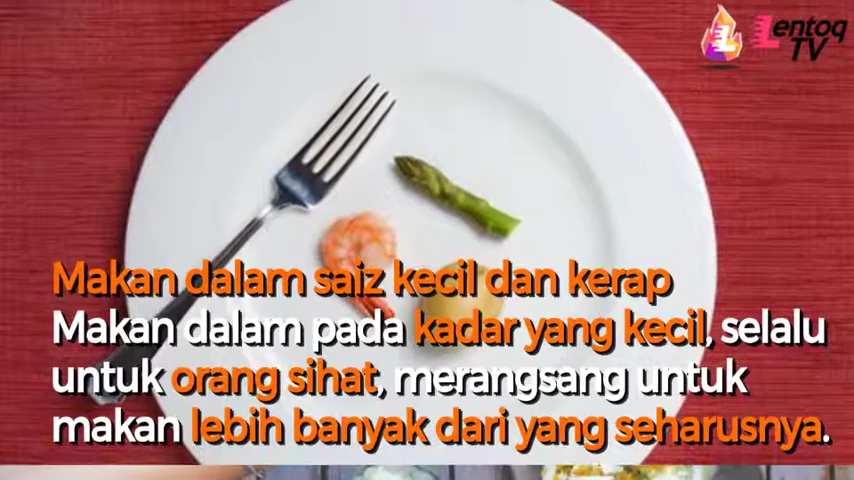 Lentoq
TV
Makan dalam saiz kecil dan kerap
Makan dalam pada kadar yang kecil, selalu
untuk orang sihat, merangsang untuk
makan lebih banyak dari yang seharusnya.